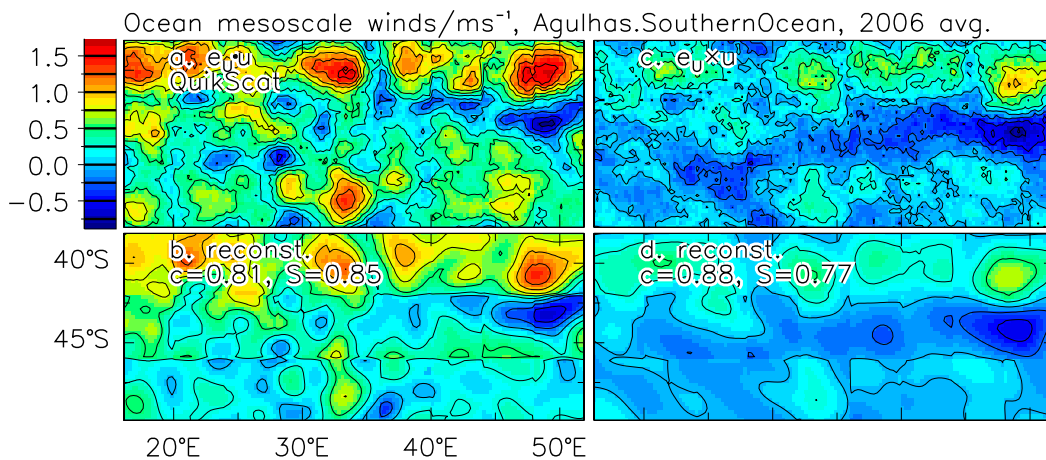 Ocean mesoscale winds/ms⁻¹, Agulhas.SouthernOcean, 2006 avg.
a. eᵤ·u
QuikScat
c. eᵤ×u
1.5
1.0
0.5
0.0
−0.5
b. reconst.
c=0.81, S=0.85
d. reconst.
c=0.88, S=0.77
40°S
45°S
20°E 30°E 40°E 50°E